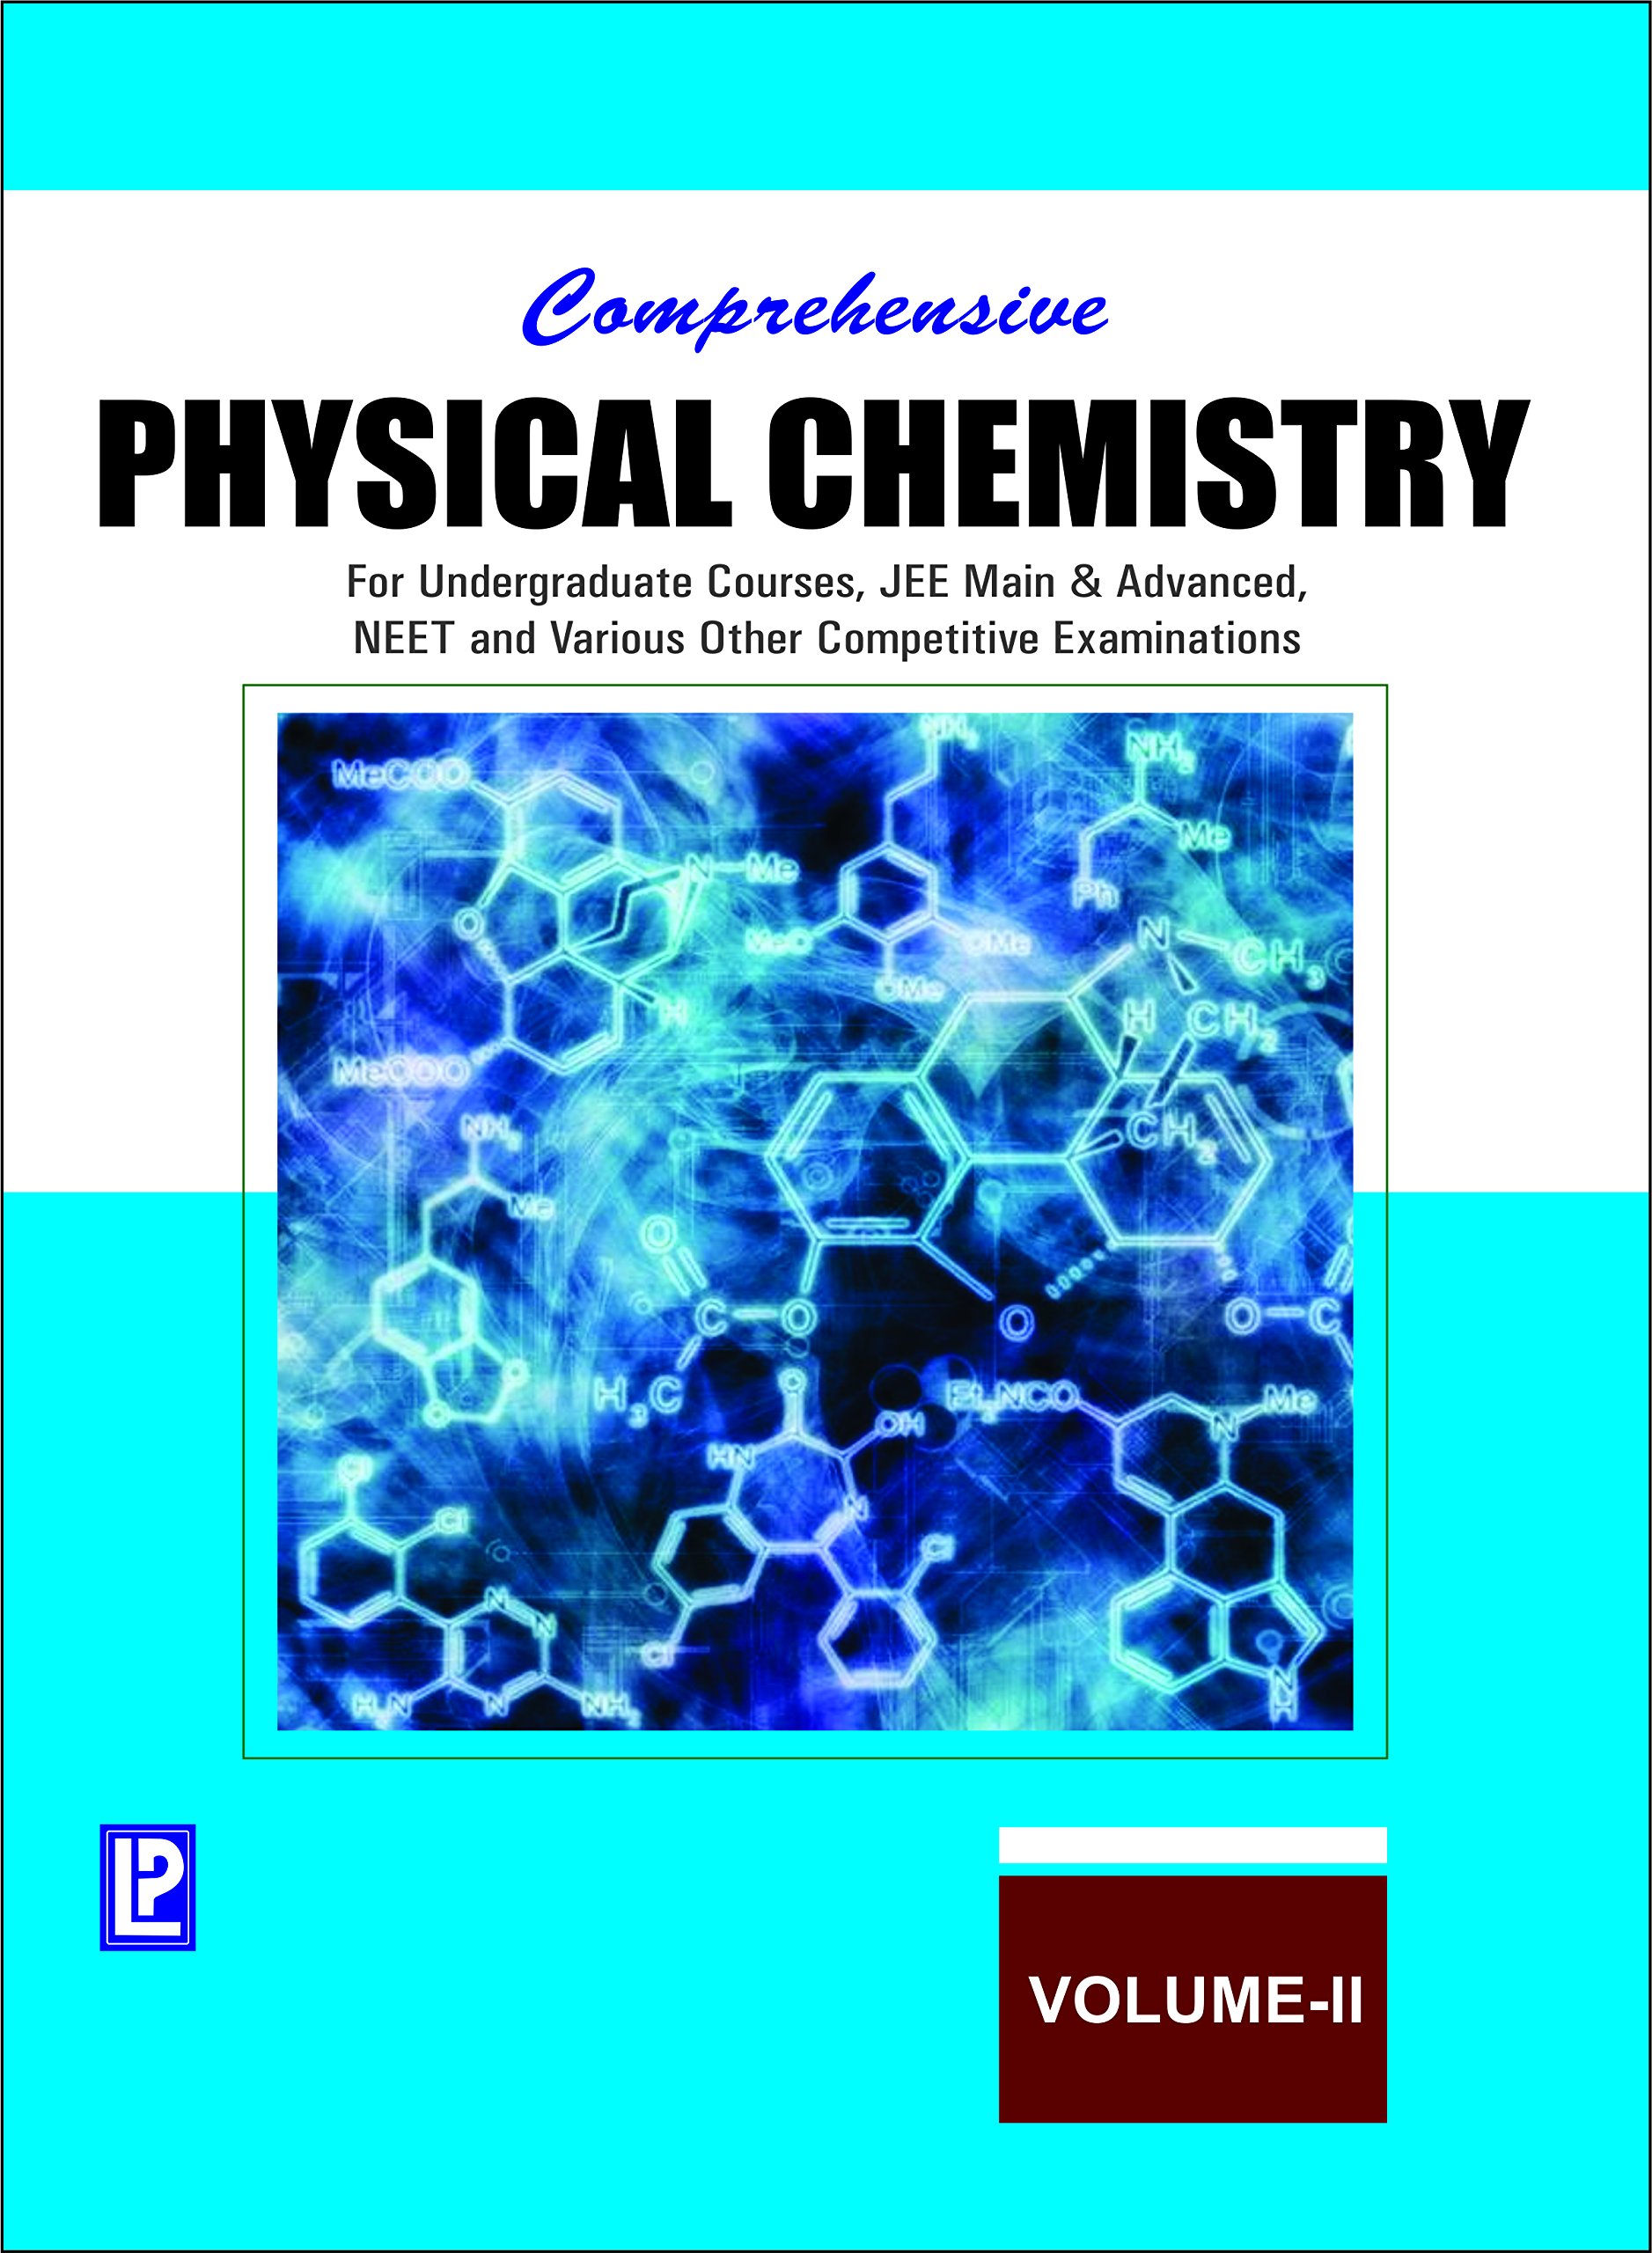 Comprehensive
PHYSICAL CHEMISTRY
For Undergraduate Courses, JEE Main & Advanced,
NEET and Various Other Competitive Examinations
MeCOO
NH2
NH2
Me
Ph
N
Me
O
MeO
OMe
OMe
N
CH3
H
H
CH2
MeCOO
CH2
NH2
Me
O
C
O
O
O
C
O
O
H3C
O
Et2NCO
Me
OH
N
HN
Cl
N
Cl
Cl
N
N
Cl
H2N
N
NH2
N
H
LP
VOLUME-II